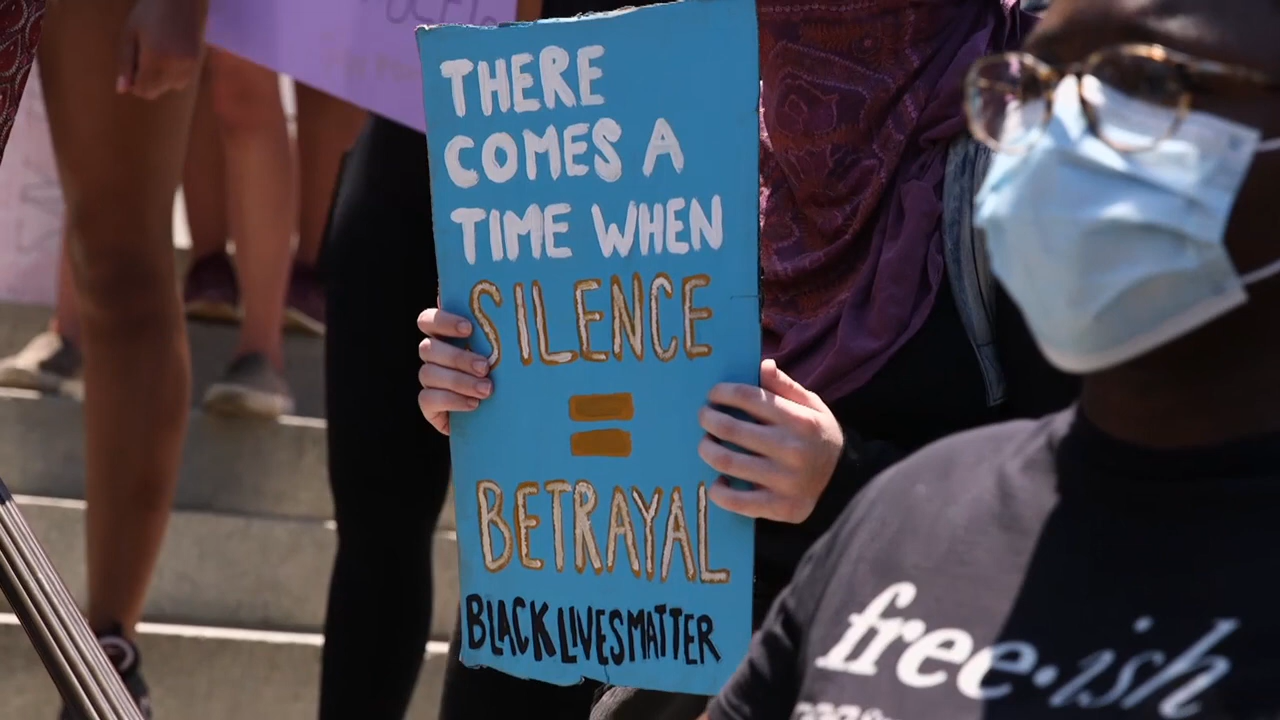 THERE
COMES A
TIME WHEN
SILENCE
=
BETRAYAL
BLACKLIVESMATTER
free·ish